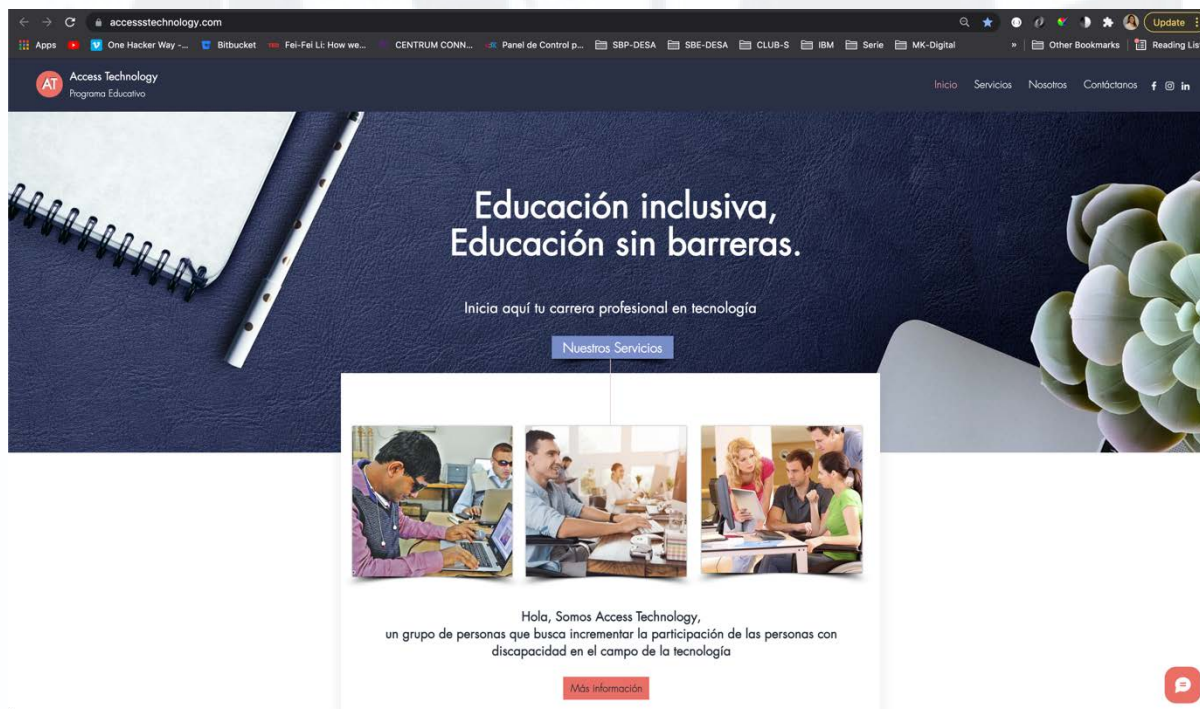 accessstechnology.com
Update
Apps
One Hacker Way -...
Bitbucket
Fei-Fei Li: How we...
CENTRUM CONN...
Panel de Control p...
SBP-DESA
SBE-DESA
CLUB-S
IBM
Serie
MK-Digital
»
Other Bookmarks
Reading List
AT
Access Technology
Programa Educativo
Inicio
Servicios
Nosotros
Contáctanos
Educación inclusiva,
Educación sin barreras.
Inicia aquí tu carrera profesional en tecnología
Nuestros Servicios
Hola, Somos Access Technology,
un grupo de personas que busca incrementar la participación de las personas con
discapacidad en el campo de la tecnología
Más información